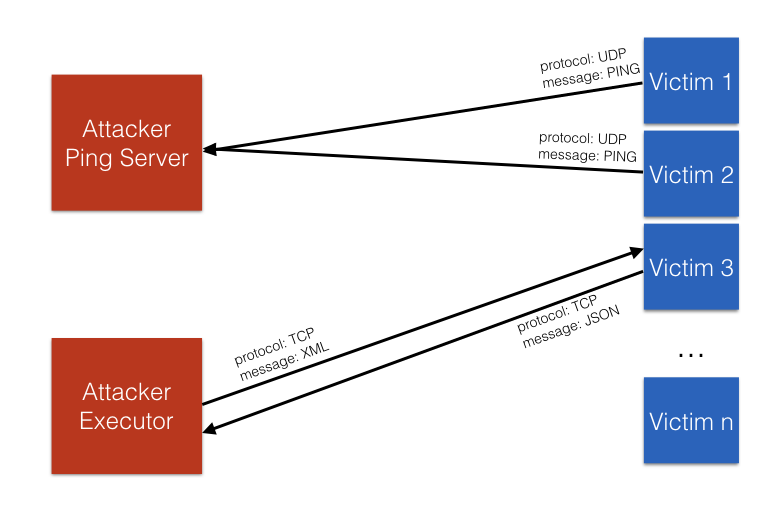 protocol: UDP
message: PING
Victim 1
Attacker
Ping Server
protocol: UDP
message: PING
Victim 2
Victim 3
protocol: TCP
message: XML
protocol: TCP
message: JSON
...
Attacker
Executor
Victim n